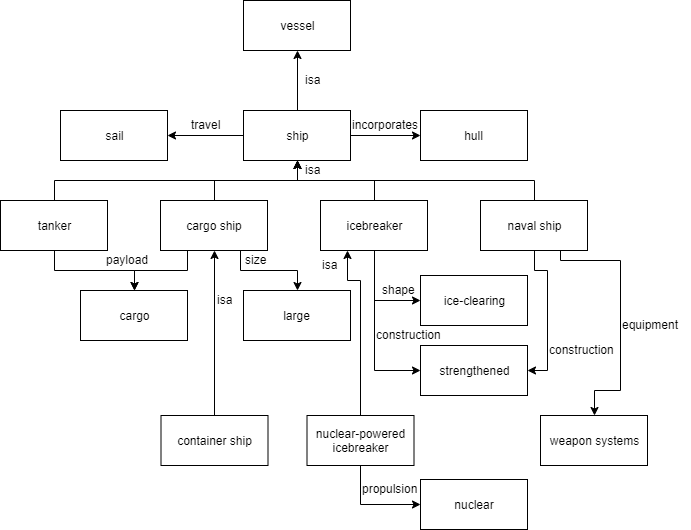 vessel
isa
sail
travel
ship
incorporates
hull
isa
tanker
cargo ship
icebreaker
naval ship
payload
size
isa
cargo
isa
large
shape
ice-clearing
construction
strengthened
construction
equipment
container ship
nuclear-powered
icebreaker
weapon systems
propulsion
nuclear